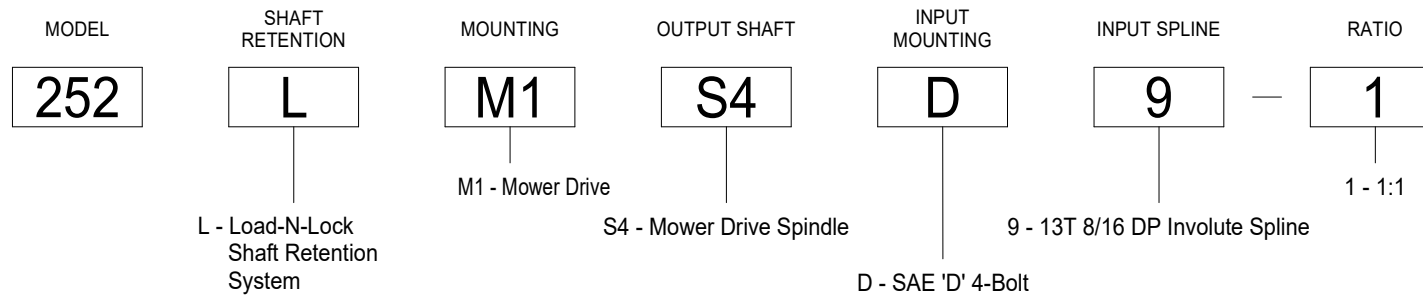 MODEL
SHAFT
RETENTION
MOUNTING
OUTPUT SHAFT
INPUT
MOUNTING
INPUT SPLINE
RATIO
252
L
M1
S4
D
9
—
1
M1 - Mower Drive
1 - 1:1
L - Load-N-Lock
Shaft Retention
System
S4 - Mower Drive Spindle
9 - 13T 8/16 DP Involute Spline
D - SAE 'D' 4-Bolt